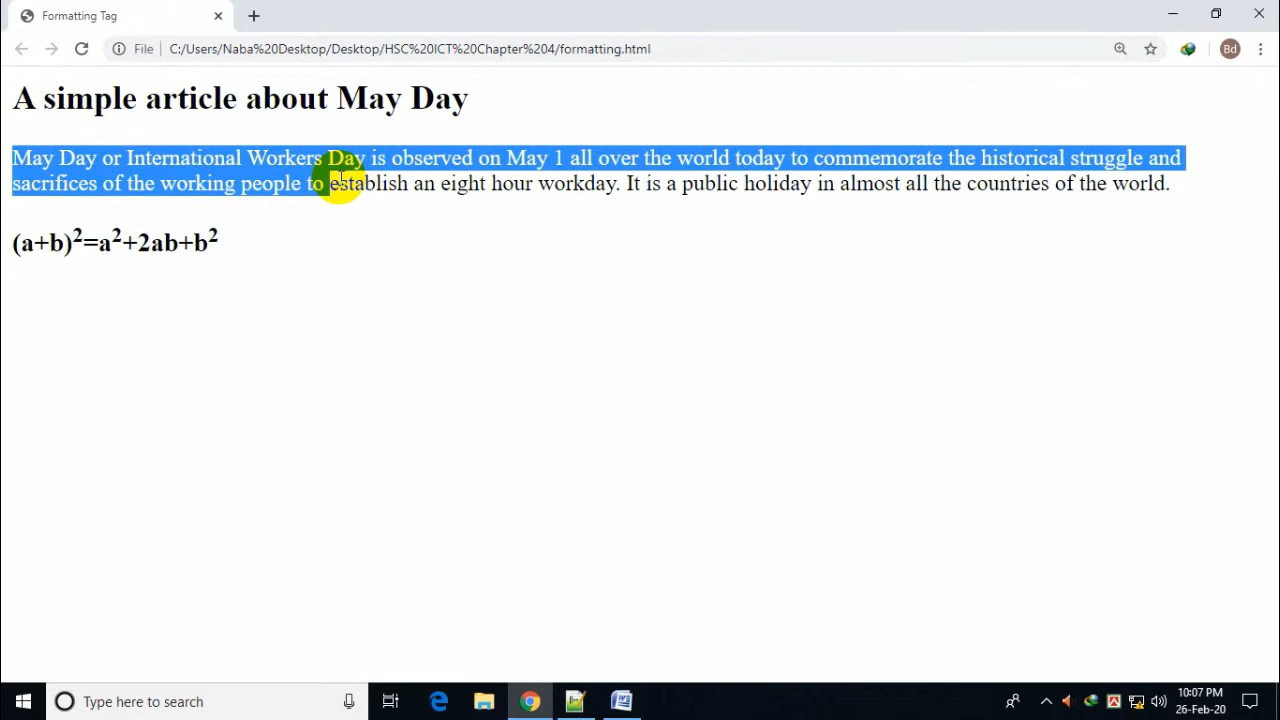 Formatting Tag
File
C:/Users/Naba%20Desktop/Desktop/HSC%20ICT%20Chapter%204/formatting.html
Bd
A simple article about May Day
May Day or International Workers Day is observed on May 1 all over the world today to commemorate the historical struggle and
sacrifices of the working people to establish an eight hour workday. It is a public holiday in almost all the countries of the world.
(a+b)²=a²+2ab+b²
Type here to search
10:07 PM
26-Feb-20